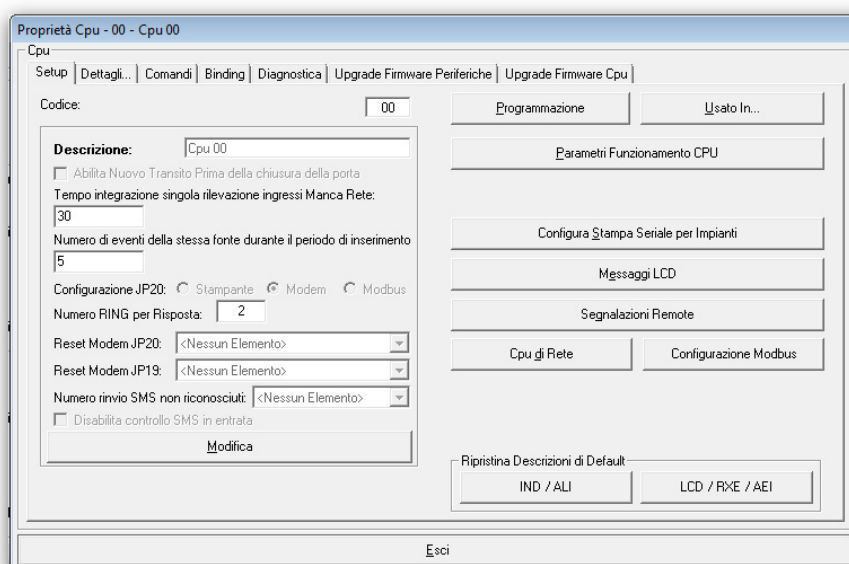 Proprietà Cpu - 00 - Cpu 00
Cpu
Setup Dettagli... Comandi Binding Diagnostica Upgrade Firmware Periferiche Upgrade Firmware Cpu
Codice: 00
Descrizione: Cpu 00
Abilita Nuovo Transito Prima della chiusura della porta
Tempo integrazione singola rilevazione ingressi Manca Rete:
30
Numero di eventi della stessa fonte durante il periodo di inserimento
5
Configurazione JP20: Stampante Modem Modbus
Numero RING per Risposta: 2
Reset Modem JP20: <Nessun Elemento>
Reset Modem JP19: <Nessun Elemento>
Numero rinvio SMS non riconosciuti: <Nessun Elemento>
Disabilita controllo SMS in entrata
Modifica
Programmazione Usato In...
Parametri Funzionamento CPU
Configura Stampa Seriale per Impianti
Messaggi LCD
Segnalazioni Remote
Cpu di Rete Configurazione Modbus
Ripristina Descrizioni di Default
IND / ALI LCD / RXE / AEI
Esci